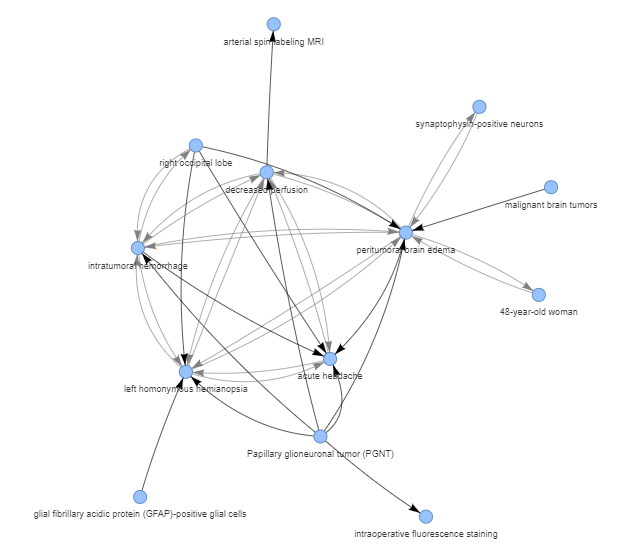 arterial spin labeling MRI
synaptophysin-positive neurons
right occipital lobe
decreased perfusion
malignant brain tumors
peritumoral brain edema
intratumoral hemorrhage
48-year-old woman
acute headache
left homonymous hemianopsia
Papillary glioneuronal tumor (PGNT)
glial fibrillary acidic protein (GFAP)-positive glial cells
intraoperative fluorescence staining